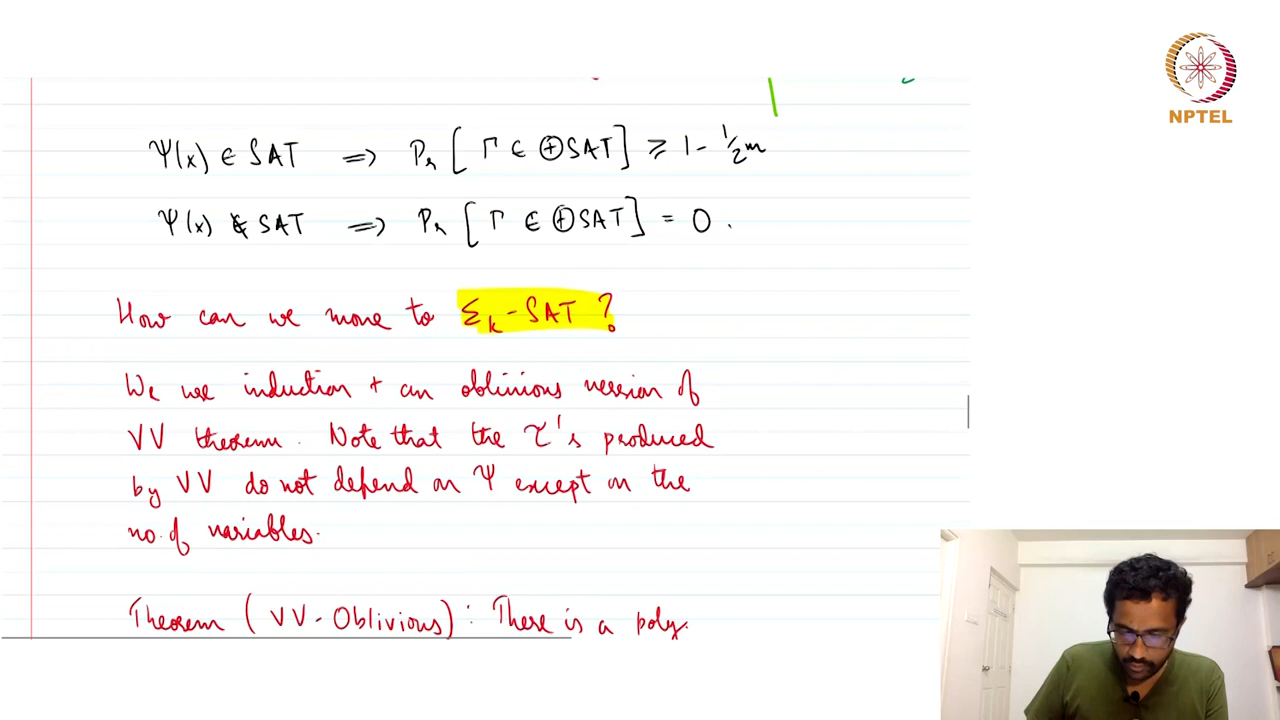 NPTEL
Ψ(x) ∈ SAT ⟹ Pr [ Γ ∈ ⊕SAT ] ≥ 1 - 1/2^m
Ψ(x) ∉ SAT ⟹ Pr [ Γ ∈ ⊕SAT ] = 0 .
How can we move to Σ_k - SAT ?
We use induction + an oblivious version of
VV theorem. Note that the τ's produced
by VV do not depend on Ψ except on the
no. of variables.
Theorem ( VV - Oblivious ) : There is a poly.